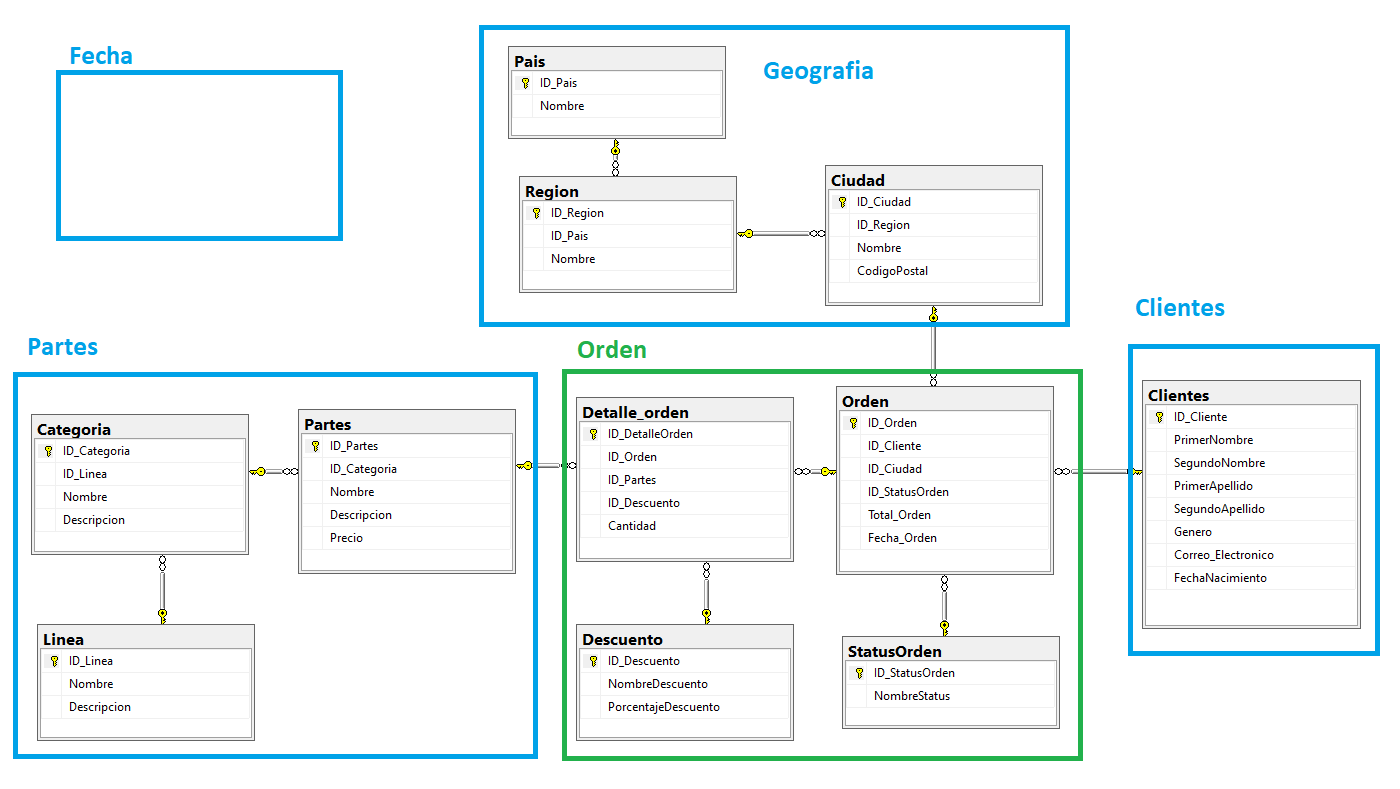 Fecha
Geografia
Pais
ID_Pais
Nombre
Region
ID_Region
ID_Pais
Nombre
Ciudad
ID_Ciudad
ID_Region
Nombre
CodigoPostal
Partes
Categoria
ID_Categoria
ID_Linea
Nombre
Descripcion
Partes
ID_Partes
ID_Categoria
Nombre
Descripcion
Precio
Linea
ID_Linea
Nombre
Descripcion
Orden
Detalle_orden
ID_DetalleOrden
ID_Orden
ID_Partes
ID_Descuento
Cantidad
Orden
ID_Orden
ID_Cliente
ID_Ciudad
ID_StatusOrden
Total_Orden
Fecha_Orden
Descuento
ID_Descuento
NombreDescuento
PorcentajeDescuento
StatusOrden
ID_StatusOrden
NombreStatus
Clientes
Clientes
ID_Cliente
PrimerNombre
SegundoNombre
PrimerApellido
SegundoApellido
Genero
Correo_Electronico
FechaNacimiento